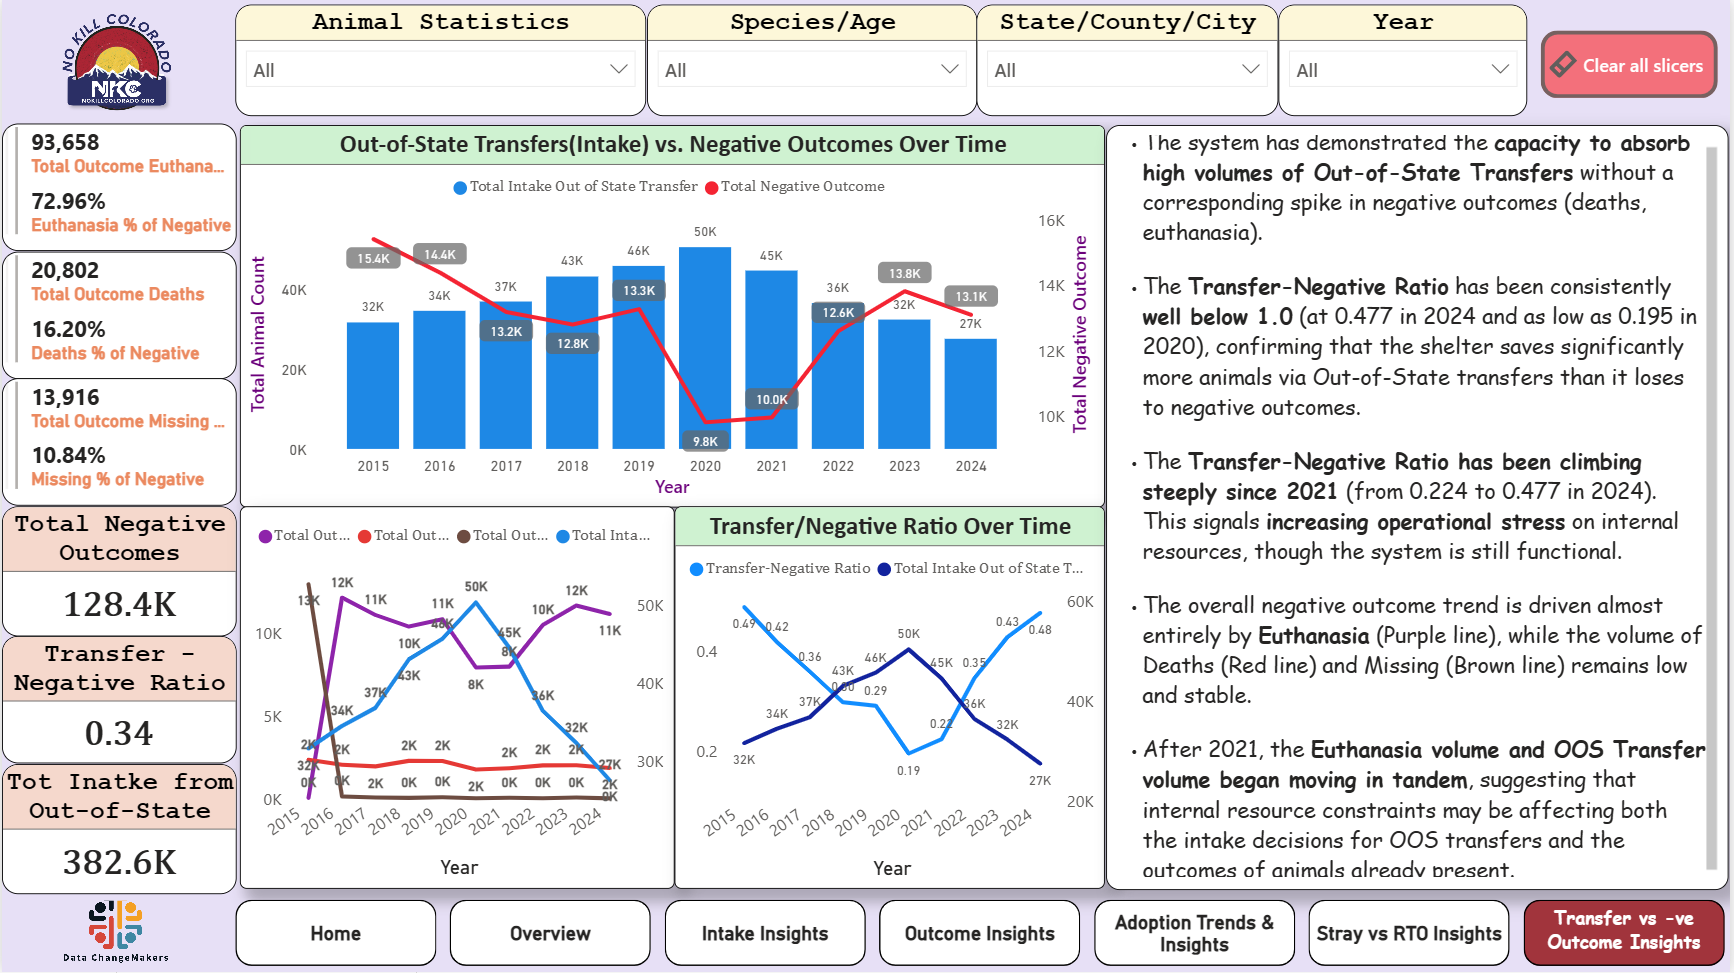 NO KILL COLORADO
NKC
NOKILLCOLORADO.ORG
Animal Statistics
All
Species/Age
All
State/County/City
All
Year
All
Clear all slicers
93,658
Total Outcome Euthana...
72.96%
Euthanasia % of Negative
20,802
Total Outcome Deaths
16.20%
Deaths % of Negative
13,916
Total Outcome Missing ...
10.84%
Missing % of Negative
Total Negative
Outcomes
128.4K
Transfer -
Negative Ratio
0.34
Tot Inatke from
Out-of-State
382.6K
Data ChangeMakers
Out-of-State Transfers(Intake) vs. Negative Outcomes Over Time
Total Intake Out of State Transfer Total Negative Outcome
Total Animal Count
40K
20K
0K
32K 34K 37K 43K 46K 50K 45K 36K 32K 27K
15.4K 14.4K 13.2K 12.8K 13.3K 9.8K 10.0K 12.6K 13.8K 13.1K
16K
14K
12K
10K
Total Negative Outcome
2015 2016 2017 2018 2019 2020 2021 2022 2023 2024
Year
Total Out... Total Out... Total Out... Total Inta...
10K
5K
0K
12K 11K 10K 11K 8K 8K 10K 12K 11K
32K 34K 37K 43K 46K 50K 45K 36K 32K 27K
13K 0K 0K 0K 0K 0K 0K 0K
2K 2K 2K 2K 2K 2K 2K 2K 2K 2K
50K
40K
30K
2015 2016 2017 2018 2019 2020 2021 2022 2023 2024
Year
Transfer/Negative Ratio Over Time
Transfer-Negative Ratio Total Intake Out of State T...
0.4
0.2
0.49 0.42 0.36 0.30 0.29 0.19 0.22 0.35 0.43 0.48
32K 34K 37K 43K 46K 50K 45K 36K 32K 27K
60K
40K
20K
2015 2016 2017 2018 2019 2020 2021 2022 2023 2024
Year
• The system has demonstrated the capacity to absorb
high volumes of Out-of-State Transfers without a
corresponding spike in negative outcomes (deaths,
euthanasia).
• The Transfer-Negative Ratio has been consistently
well below 1.0 (at 0.477 in 2024 and as low as 0.195 in
2020), confirming that the shelter saves significantly
more animals via Out-of-State transfers than it loses
to negative outcomes.
• The Transfer-Negative Ratio has been climbing
steeply since 2021 (from 0.224 to 0.477 in 2024).
This signals increasing operational stress on internal
resources, though the system is still functional.
• The overall negative outcome trend is driven almost
entirely by Euthanasia (Purple line), while the volume of
Deaths (Red line) and Missing (Brown line) remains low
and stable.
• After 2021, the Euthanasia volume and OOS Transfer
volume began moving in tandem, suggesting that
internal resource constraints may be affecting both
the intake decisions for OOS transfers and the
outcomes of animals already present.
Home
Overview
Intake Insights
Outcome Insights
Adoption Trends &
Insights
Stray vs RTO Insights
Transfer vs -ve
Outcome Insights